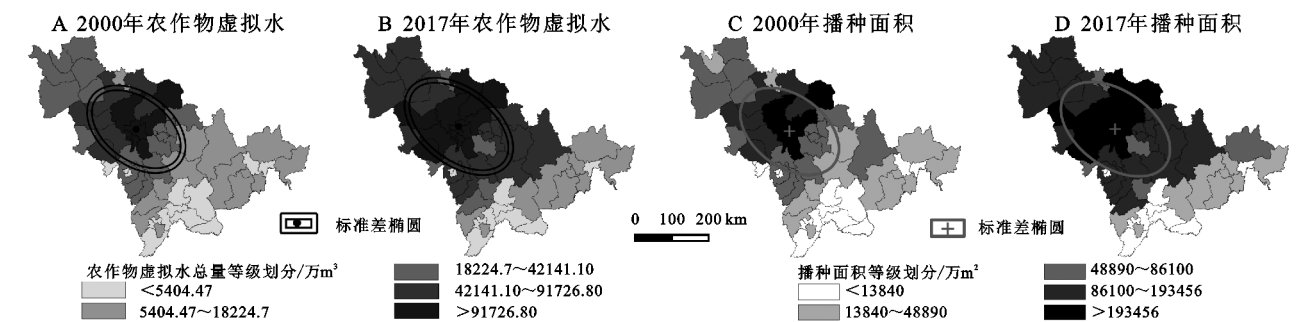 A 2000年农作物虚拟水
B 2017年农作物虚拟水
C 2000年播种面积
D 2017年播种面积
标准差椭圆
0 100 200 km
标准差椭圆
农作物虚拟水总量等级划分/万m³
<5404.47
5404.47~18224.7
18224.7~42141.10
42141.10~91726.80
>91726.80
播种面积等级划分/万m²
<13840
13840~48890
48890~86100
86100~193456
>193456